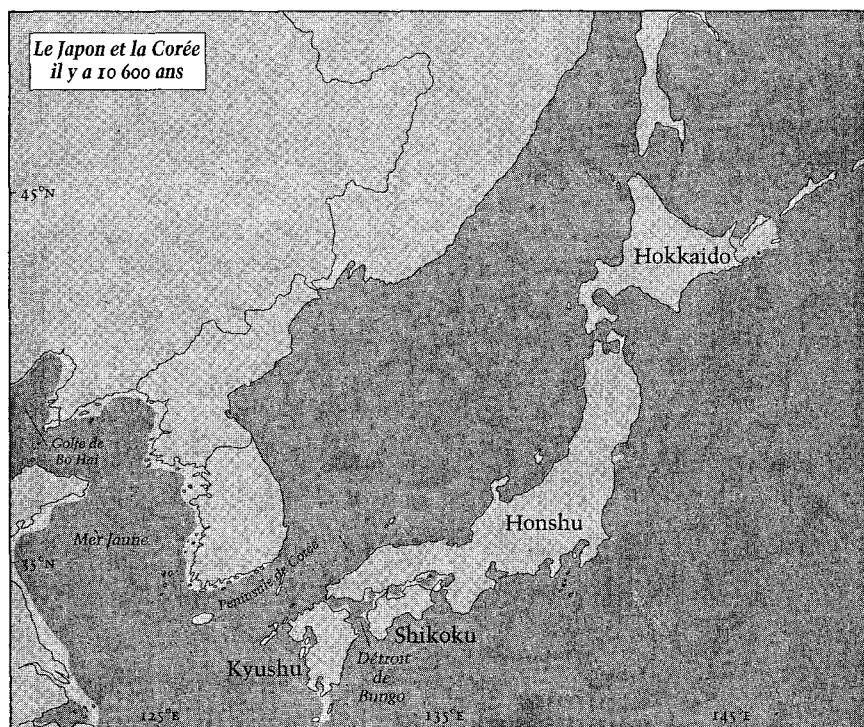 Le Japon et la Corée
il y a 10 600 ans
45°N
Hokkaido
Golfe de
Bo Hai
Honshu
Mer Jaune
35°N
Péninsule de Corée
Shikoku
Kyushu
Détroit
de
Bungo
125°E
135°E
145°E